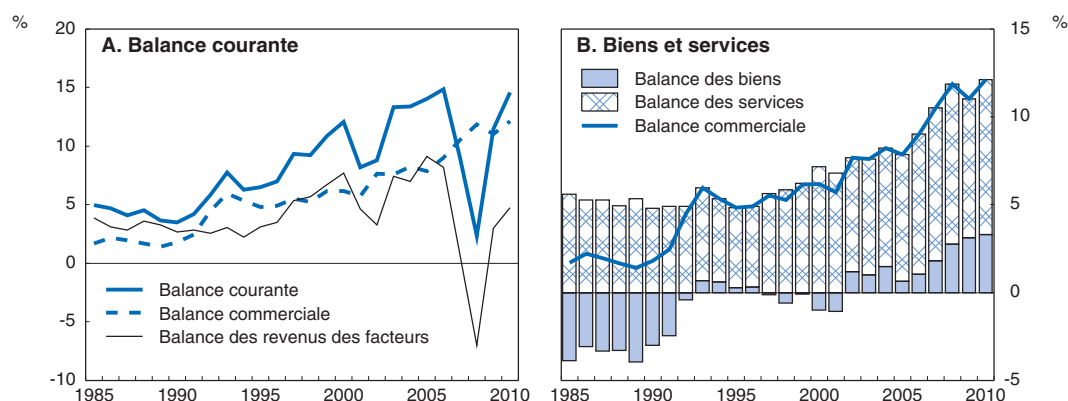 %
A. Balance courante
20
15
10
5
0
-5
-10
Balance courante
Balance commerciale
Balance des revenus des facteurs
1985 1990 1995 2000 2005 2010
%
B. Biens et services
Balance des biens
Balance des services
Balance commerciale
15
10
5
0
-5
1985 1990 1995 2000 2005 2010